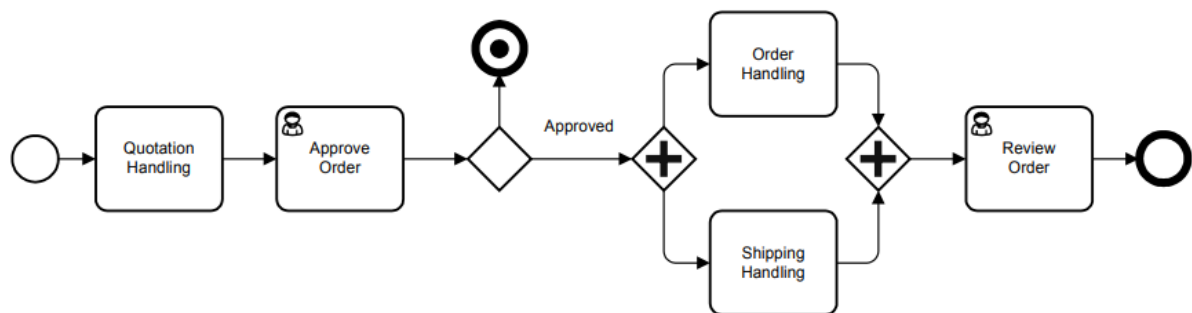 Quotation
Handling
Approve
Order
Approved
Order
Handling
Shipping
Handling
Review
Order